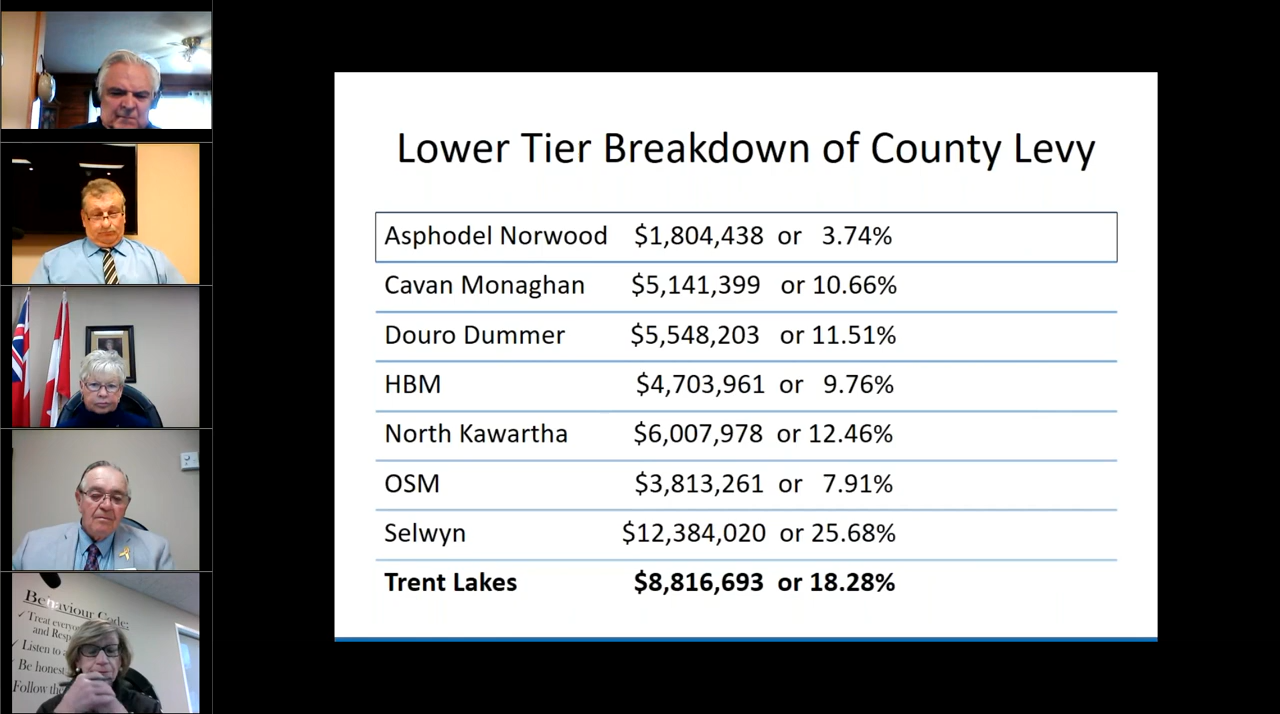 Lower Tier Breakdown of County Levy
Asphodel Norwood $1,804,438 or 3.74%
Cavan Monaghan $5,141,399 or 10.66%
Douro Dummer $5,548,203 or 11.51%
HBM $4,703,961 or 9.76%
North Kawartha $6,007,978 or 12.46%
OSM $3,813,261 or 7.91%
Selwyn $12,384,020 or 25.68%
Trent Lakes $8,816,693 or 18.28%
Behaviour Code:
Treat
and
Listen to
Be honest
Follow